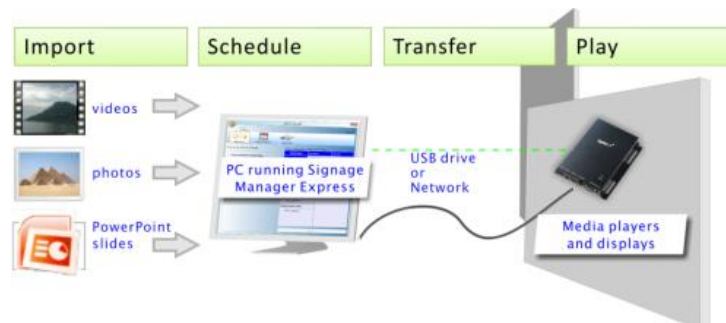 Import
Schedule
Transfer
Play
videos
photos
PowerPoint
slides
PC running Signage
Manager Express
USB drive
or
Network
Media players
and displays